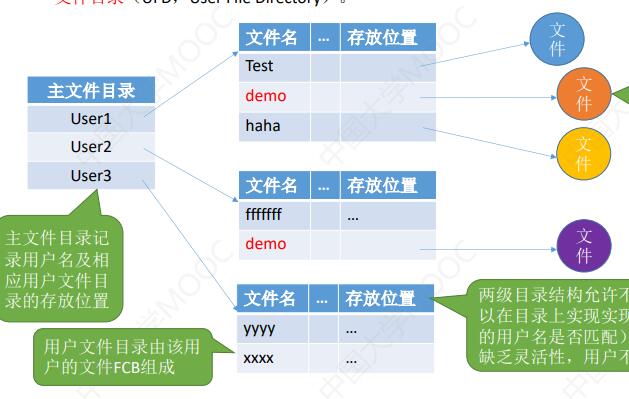 文件目录（UFD，User File Directory）。
文件名 ... 存放位置
Test
demo
haha
文件
文件
文件
主文件目录
User1
User2
User3
文件名 ... 存放位置
fffffff ...
demo
文件
主文件目录记
录用户名及相
应用户文件目
录的存放位置
文件名 ... 存放位置
yyyy ...
xxxx ...
用户文件目录由该用
户的文件FCB组成
两级目录结构允许不
以在目录上实现实现
的用户名是否匹配）
缺乏灵活性，用户不
中国大学MOOC